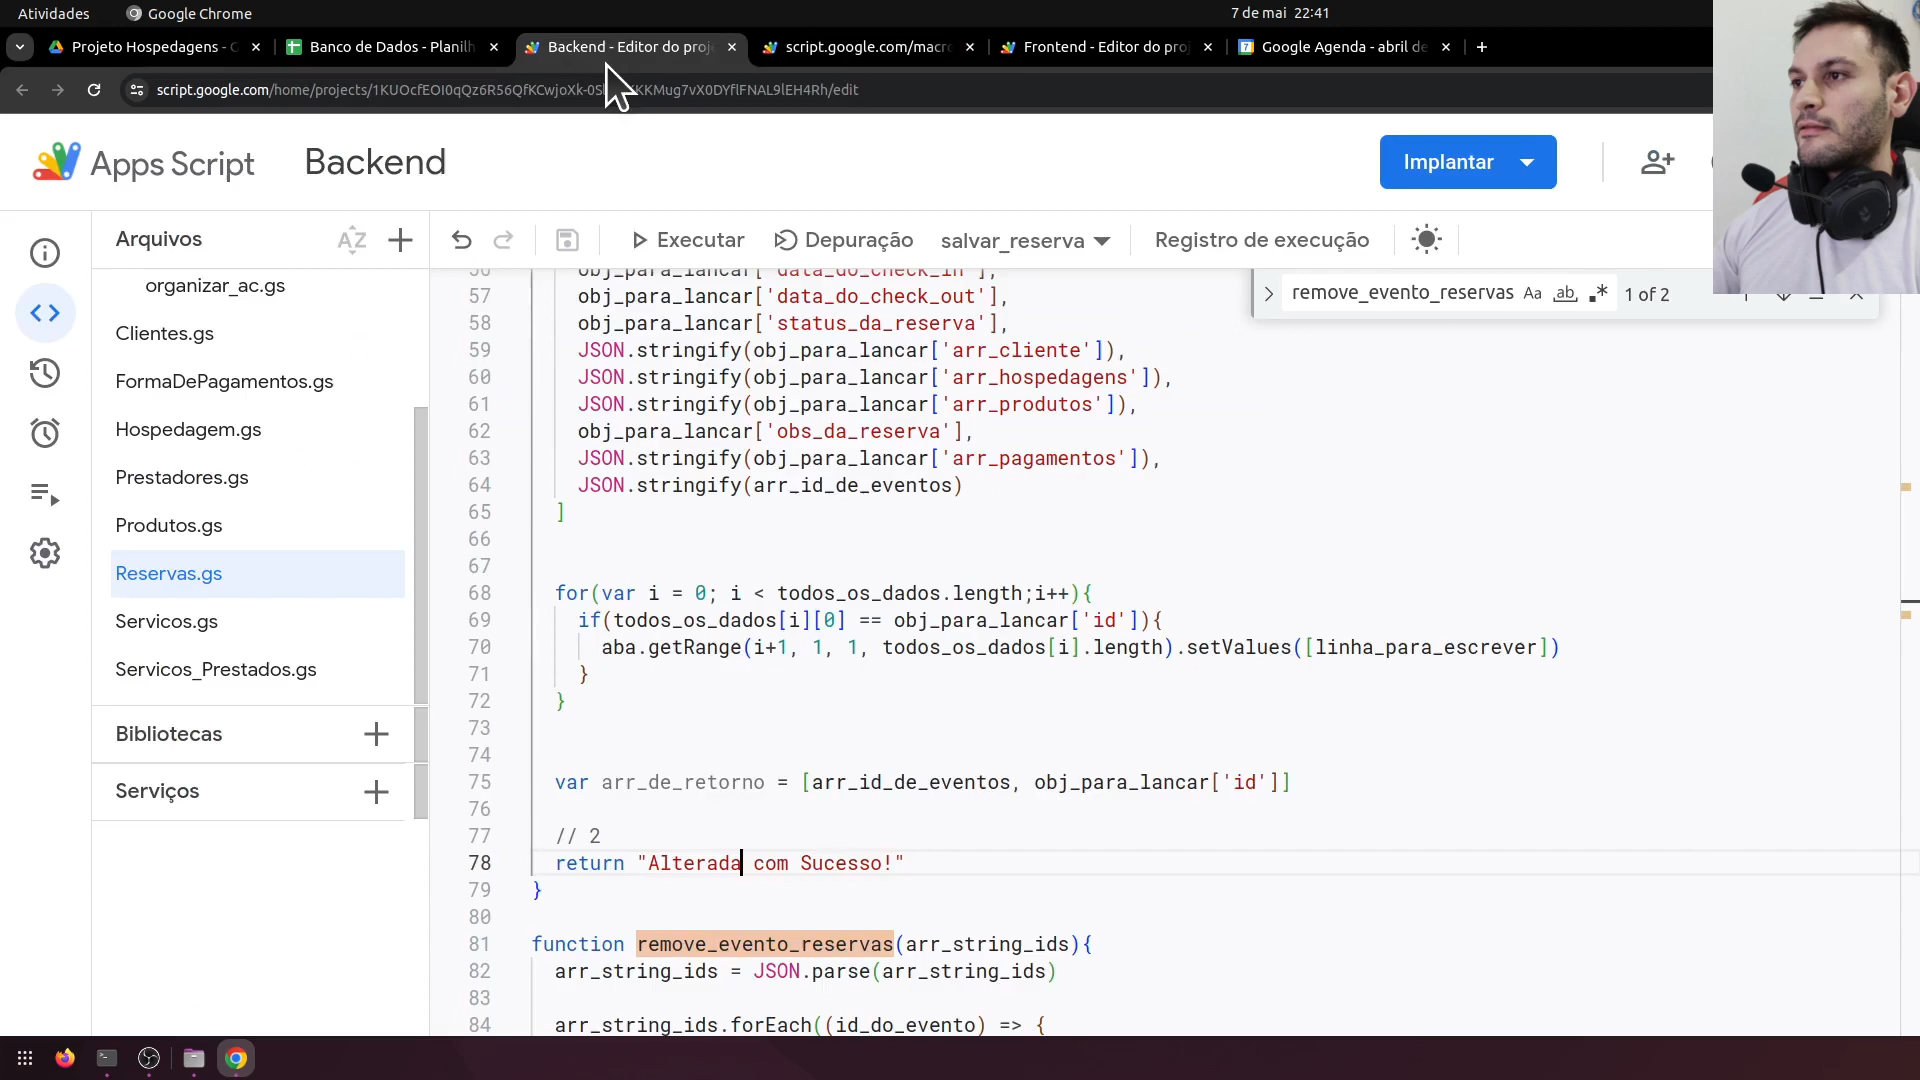 Atividades
Google Chrome
7 de mai 22:41
Projeto Hospedagens - C
Banco de Dados - Planilh
Backend - Editor do proj
script.google.com/macro
Frontend - Editor do pro
Google Agenda - abril de
script.google.com/home/projects/1KUOcfEOI0qQz6R56QfKCwjoXk-0S KKMug7vX0DYflFNAL9lEH4Rh/edit
Apps Script
Backend
Implantar
Arquivos
AZ
Executar
Depuração
salvar_reserva
Registro de execução
organizar_ac.gs
Clientes.gs
FormaDePagamentos.gs
Hospedagem.gs
Prestadores.gs
Produtos.gs
Reservas.gs
Servicos.gs
Servicos_Prestados.gs
Bibliotecas
Serviços
remove_evento_reservas
Aa
ab
.*
1 of 2
56 obj_para_lancar['data_do_check_in'],
57 obj_para_lancar['data_do_check_out'],
58 obj_para_lancar['status_da_reserva'],
59 JSON.stringify(obj_para_lancar['arr_cliente']),
60 JSON.stringify(obj_para_lancar['arr_hospedagens']),
61 JSON.stringify(obj_para_lancar['arr_produtos']),
62 obj_para_lancar['obs_da_reserva'],
63 JSON.stringify(obj_para_lancar['arr_pagamentos']),
64 JSON.stringify(arr_id_de_eventos)
65 ]
66
67
68 for(var i = 0; i < todos_os_dados.length;i++){
69 if(todos_os_dados[i][0] == obj_para_lancar['id']){
70 aba.getRange(i+1, 1, 1, todos_os_dados[i].length).setValues([linha_para_escrever])
71 }
72 }
73
74
75 var arr_de_retorno = [arr_id_de_eventos, obj_para_lancar['id']]
76
77 // 2
78 return "Alterada com Sucesso!"
79 }
80
81 function remove_evento_reservas(arr_string_ids){
82 arr_string_ids = JSON.parse(arr_string_ids)
83
84 arr_string_ids.forEach((id_do_evento) => {